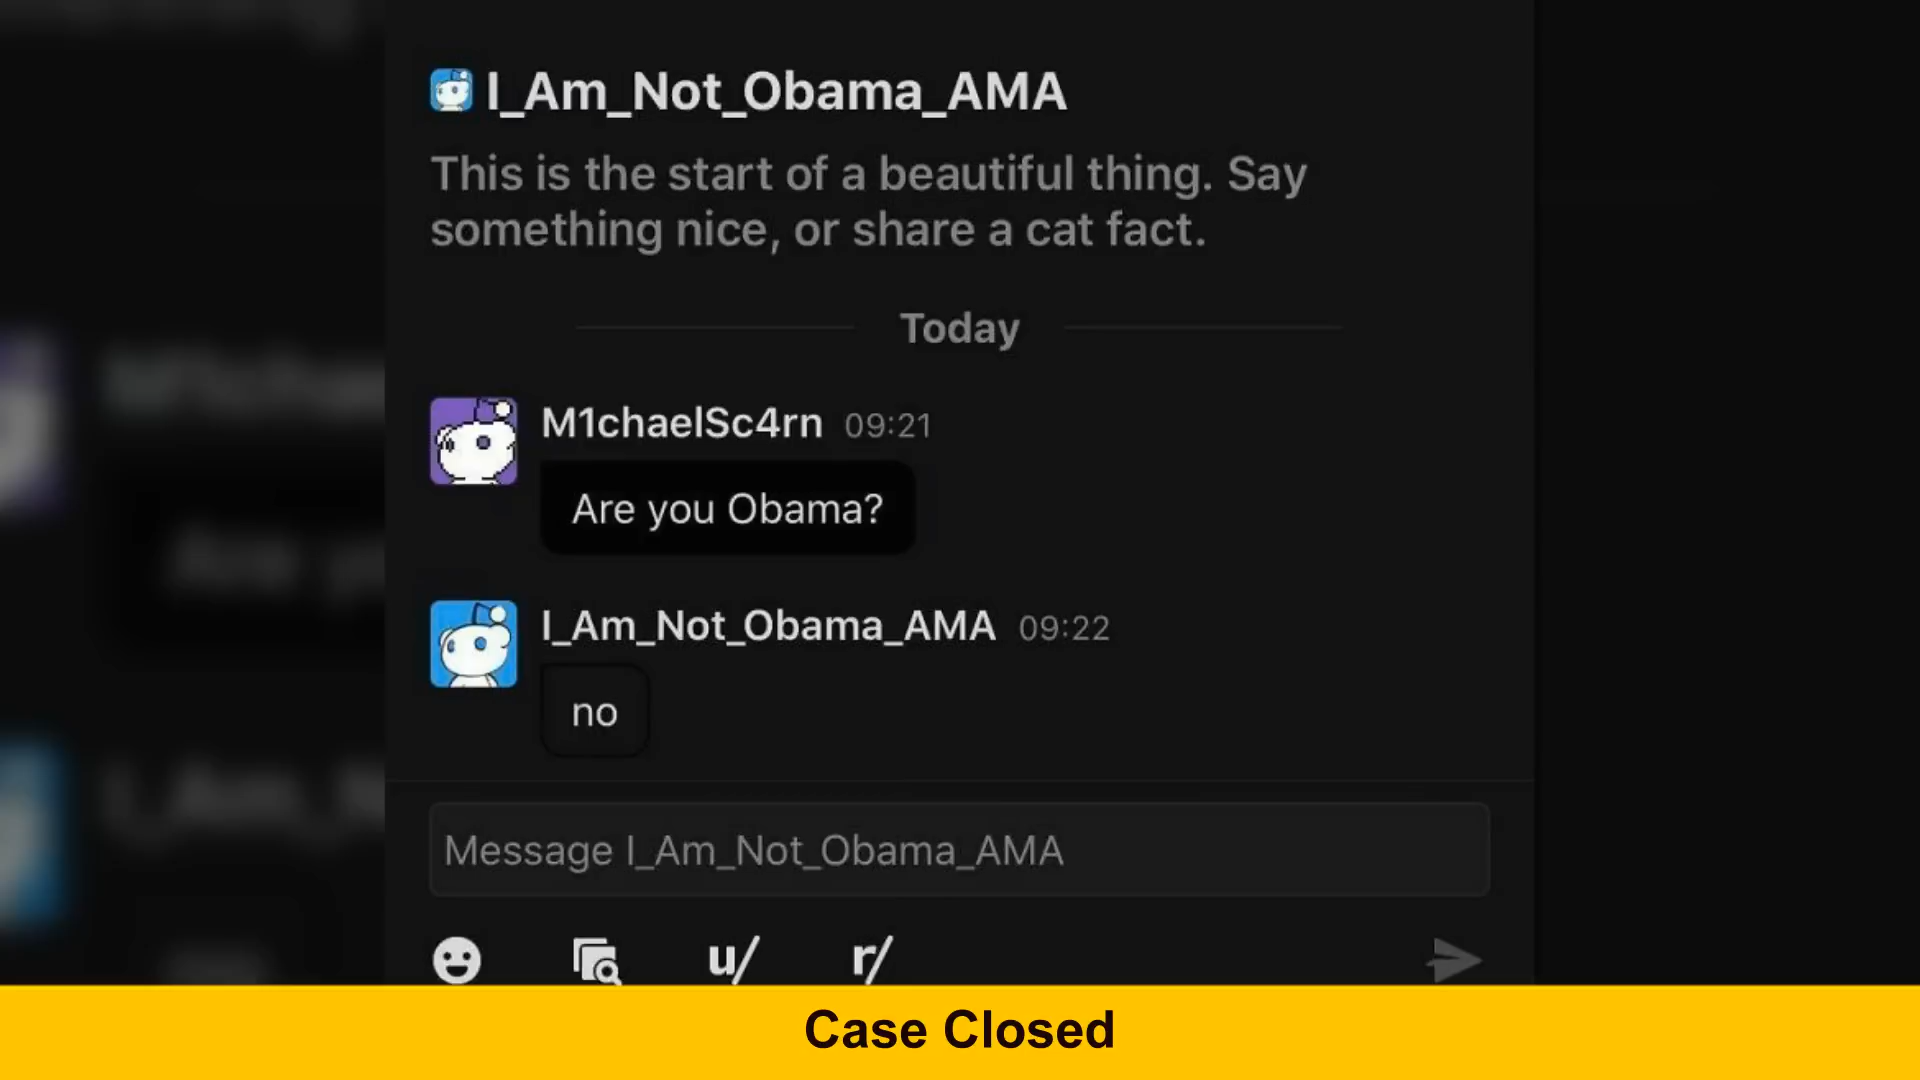 I_Am_Not_Obama_AMA
This is the start of a beautiful thing. Say
something nice, or share a cat fact.
Today
M1chaelSc4rn 09:21
Are you Obama?
I_Am_Not_Obama_AMA 09:22
no
Message I_Am_Not_Obama_AMA
u/ r/
Case Closed